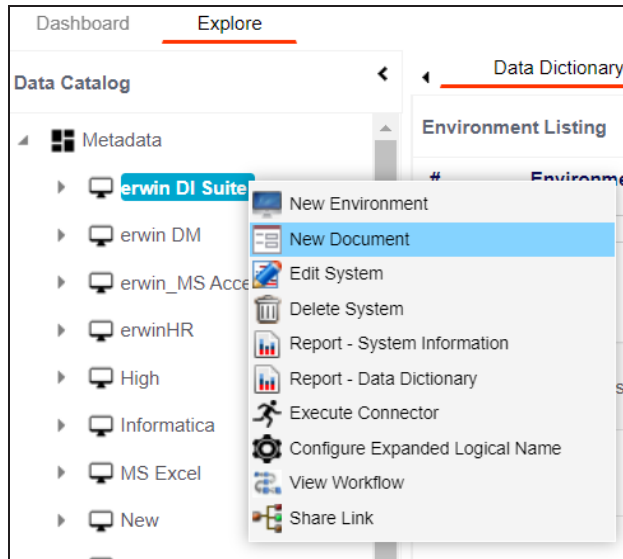 Dashboard Explore
Data Catalog
Data Dictionary
Metadata
Environment Listing
#
erwin DI Suite
New Environment
erwin DM
New Document
Edit System
erwin_MS Acce
Delete System
erwinHR
Report - System Information
High
Report - Data Dictionary
Execute Connector
Informatica
Configure Expanded Logical Name
MS Excel
View Workflow
New
Share Link